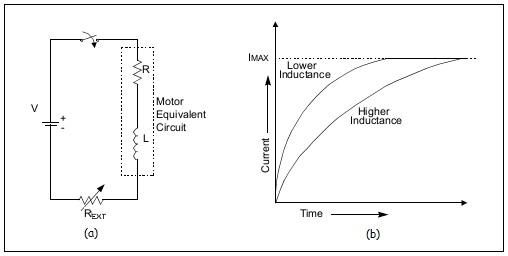 V
+
-
R
L
Motor
Equivalent
Circuit
REXT
(a)
IMAX
Lower
Inductance
Higher
Inductance
Current
Time
(b)